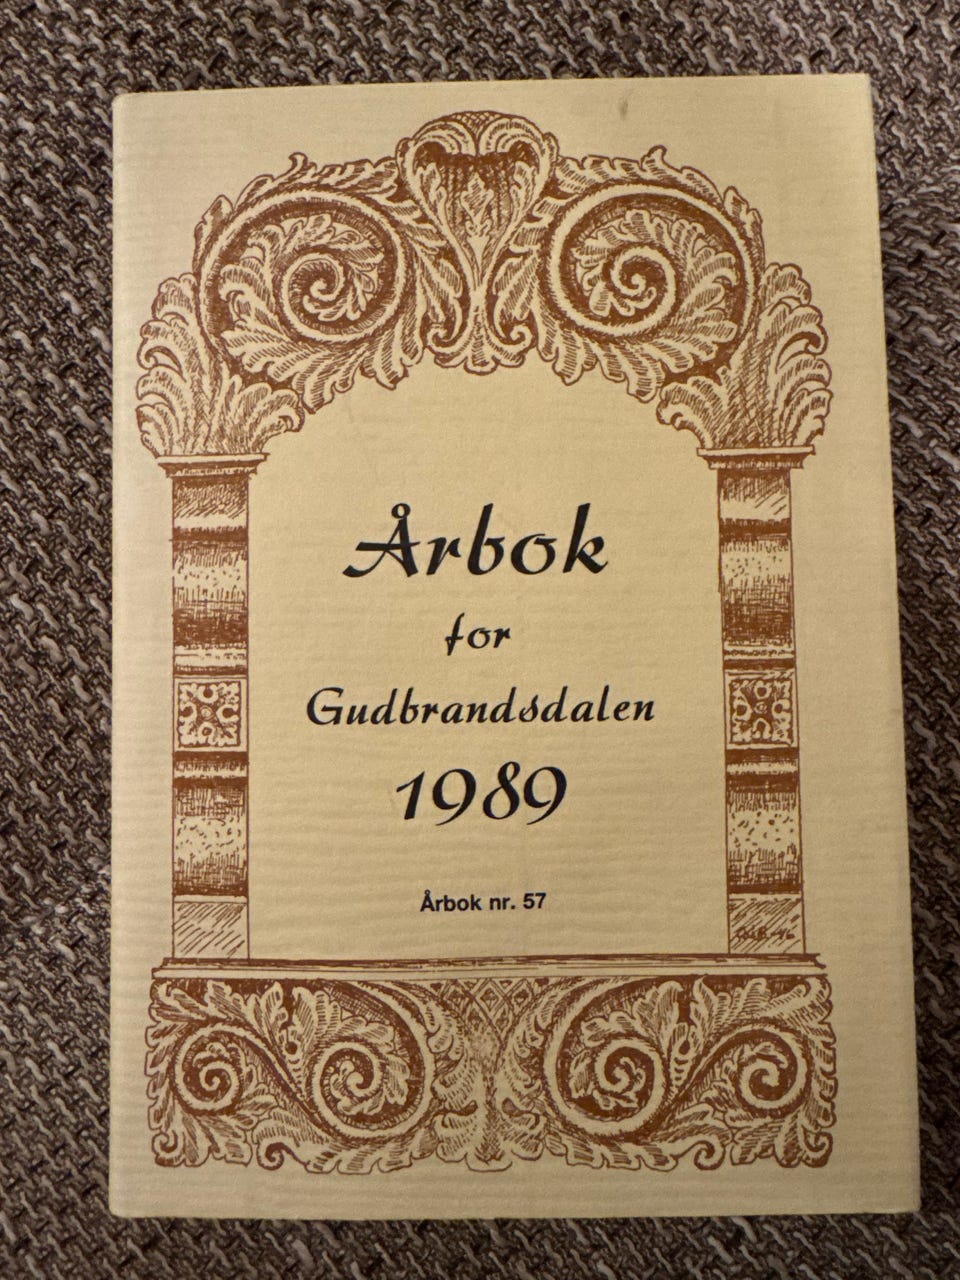 Årbok
for
Gudbrandsdalen
1989
Årbok nr. 57